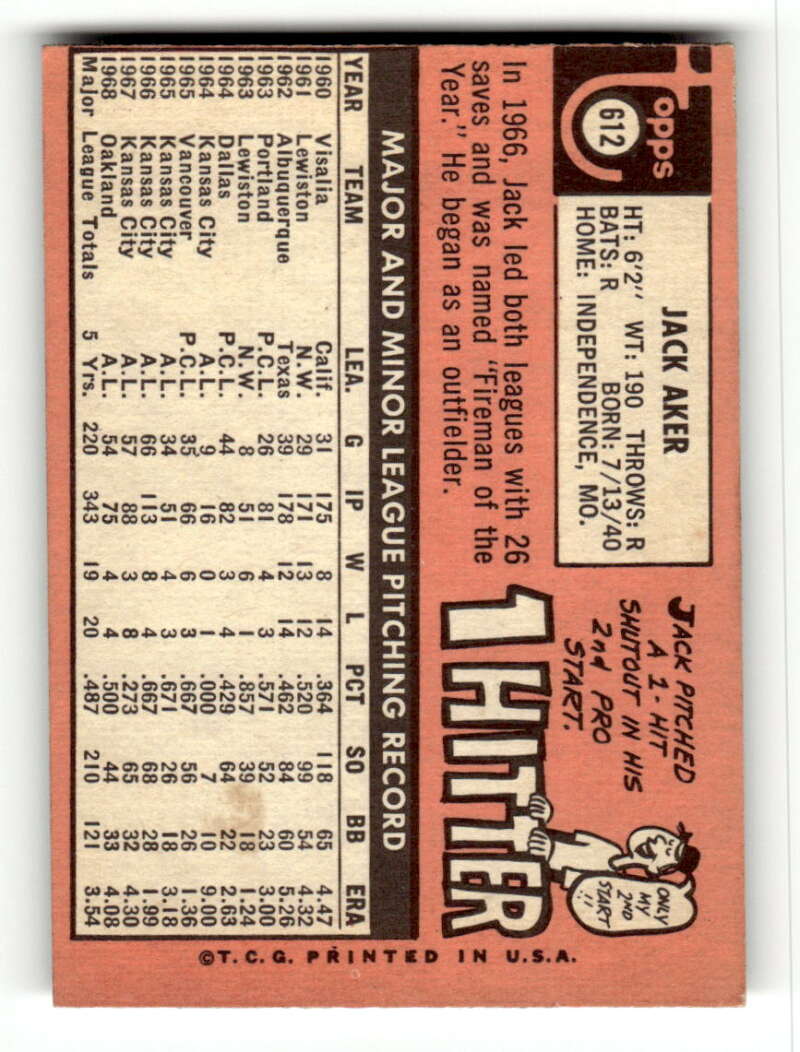 Topps
612
JACK AKER
HT: 6'2" WT: 190 THROWS: R
BATS: R BORN: 7/13/40
HOME: INDEPENDENCE, MO.
In 1966, Jack led both leagues with 26
saves and was named "Fireman of the
Year." He began as an outfielder.
JACK PITCHED
A 1-HIT
SHUTOUT IN HIS
2nd PRO
START.
1 HITTER
ONLY
MY
2ND
START!!
MAJOR AND MINOR LEAGUE PITCHING RECORD
YEAR TEAM LEA. G IP W L PCT SO BB ERA
1960 Visalia Calif. 31 175 8 14 .364 118 65 4.47
1961 Lewiston N.W. 29 171 13 12 .520 99 54 4.32
1962 Albuquerque Texas 39 178 12 14 .462 84 60 5.26
1963 Portland P.C.L. 26 81 4 3 .571 52 23 3.00
1963 Lewiston N.W. 8 51 6 1 .857 39 18 1.24
1964 Dallas P.C.L. 44 82 3 4 .429 64 22 2.63
1964 Kansas City A.L. 9 16 0 1 .000 7 10 9.00
1965 Vancouver P.C.L. 35 66 6 3 .667 56 26 1.36
1965 Kansas City A.L. 34 51 4 3 .671 26 18 3.18
1966 Kansas City A.L. 66 113 8 4 .667 68 28 1.99
1967 Kansas City A.L. 57 88 3 8 .273 65 32 4.30
1968 Oakland A.L. 54 75 4 4 .500 44 33 4.08
Major League Totals 5 Yrs. 220 343 19 20 .487 210 121 3.54
©T.C.G. PRINTED IN U.S.A.